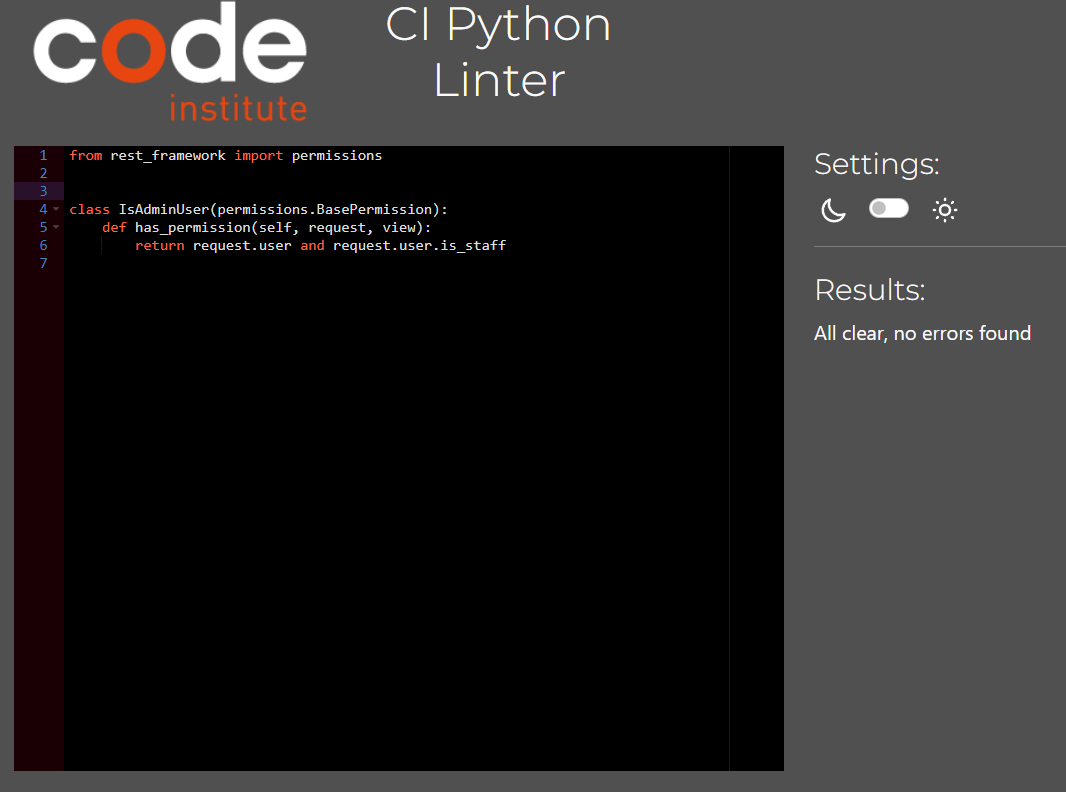 code
institute
CI Python
Linter
1 from rest_framework import permissions
2
3
4 class IsAdminUser(permissions.BasePermission):
5     def has_permission(self, request, view):
6         return request.user and request.user.is_staff
7
Settings:
Results:
All clear, no errors found